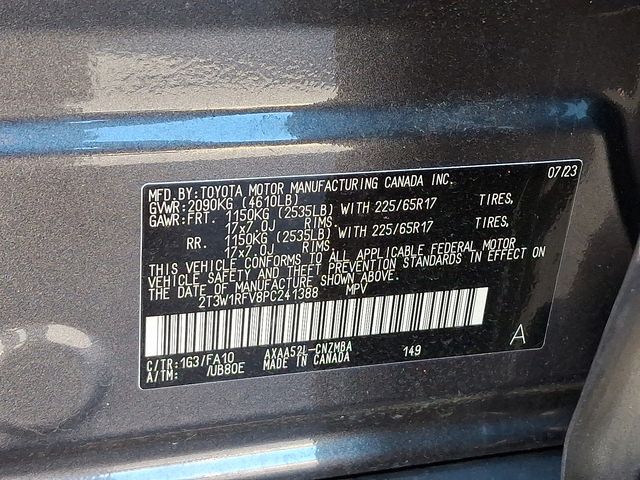 07/23
MFD.BY:TOYOTA MOTOR MANUFACTURING CANADA INC.
GVWR:2090KG (4610LB)
GAWR:FRT. 1150KG (2535LB) WITH 225/65R17 TIRES,
17x7.0J RIMS.
RR. 1150KG (2535LB) WITH 225/65R17 TIRES,
17x7.0J RIMS.
THIS VEHICLE CONFORMS TO ALL APPLICABLE FEDERAL MOTOR
VEHICLE SAFETY AND THEFT PREVENTION STANDARDS IN EFFECT ON
THE DATE OF MANUFACTURE SHOWN ABOVE.
2T3W1RFV8PC241388 MPV
C/TR:1G3/FA10 AXAA52L-CNZMBA 149 A
A/TM: /UB80E MADE IN CANADA